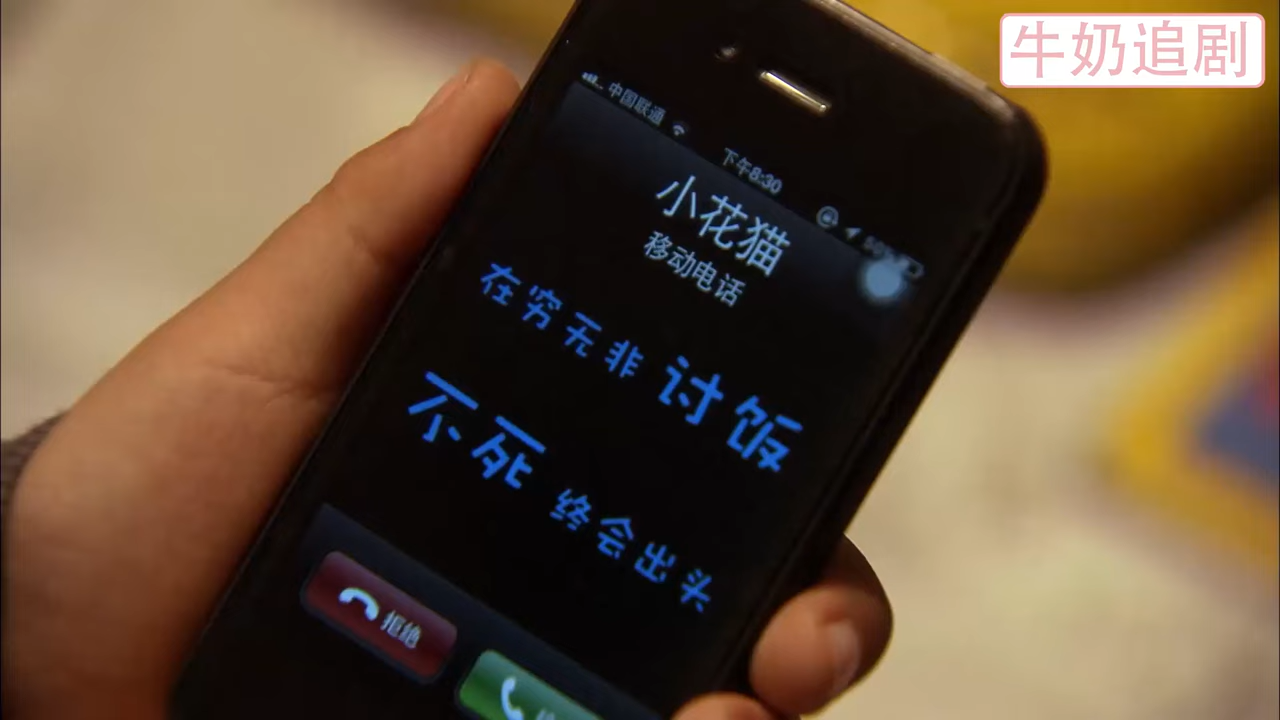 牛奶追剧
中国联通
下午8:30
小花猫
移动电话
在穷无非讨饭
不死终会出头
拒绝